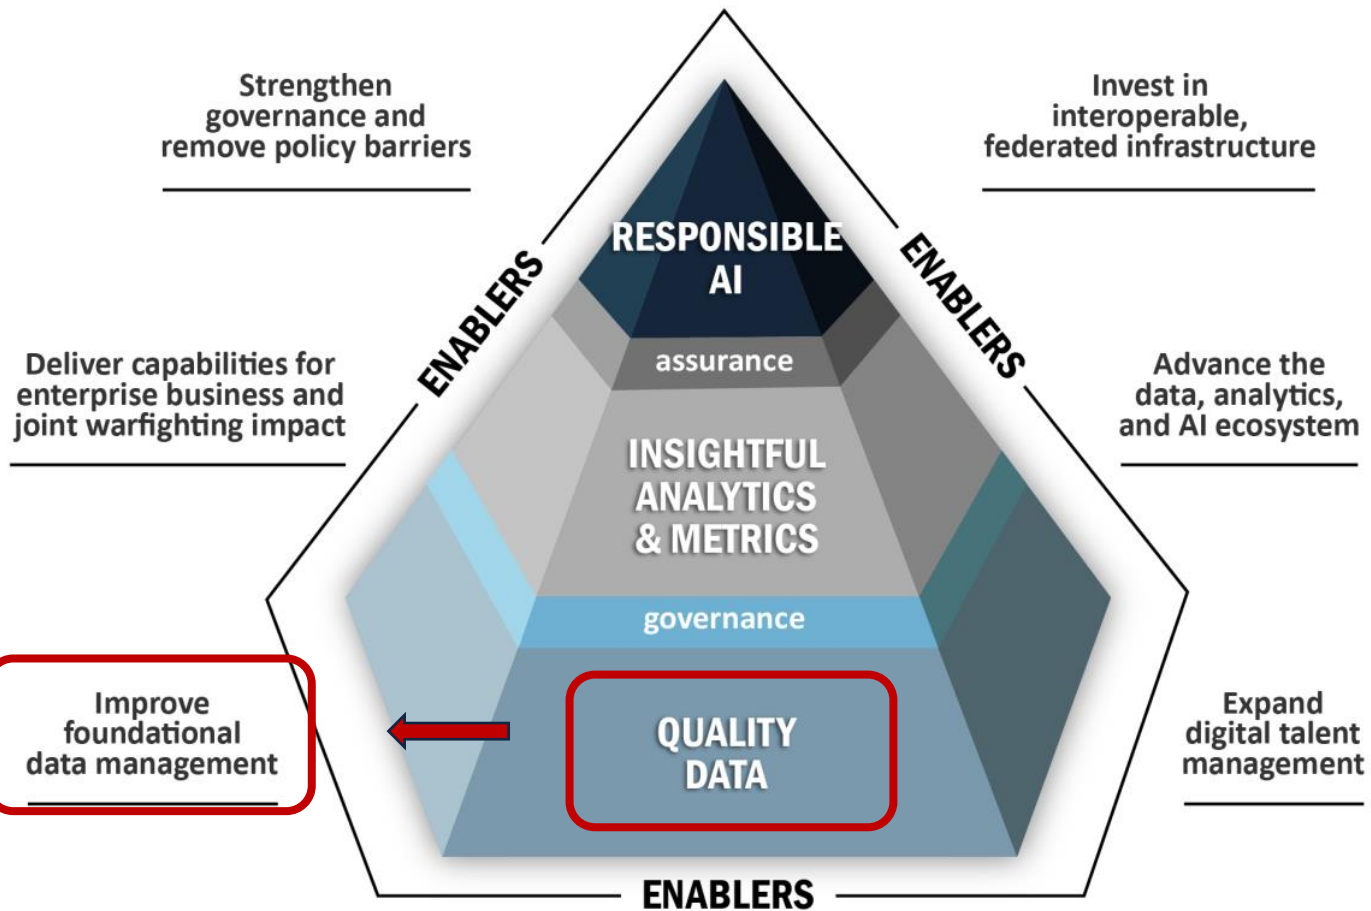 Strengthen
governance and
remove policy barriers
Invest in
interoperable,
federated infrastructure
ENABLERS
ENABLERS
RESPONSIBLE
AI
assurance
Deliver capabilities for
enterprise business and
joint warfighting impact
Advance the
data, analytics,
and AI ecosystem
INSIGHTFUL
ANALYTICS
& METRICS
governance
Improve
foundational
data management
QUALITY
DATA
Expand
digital talent
management
ENABLERS